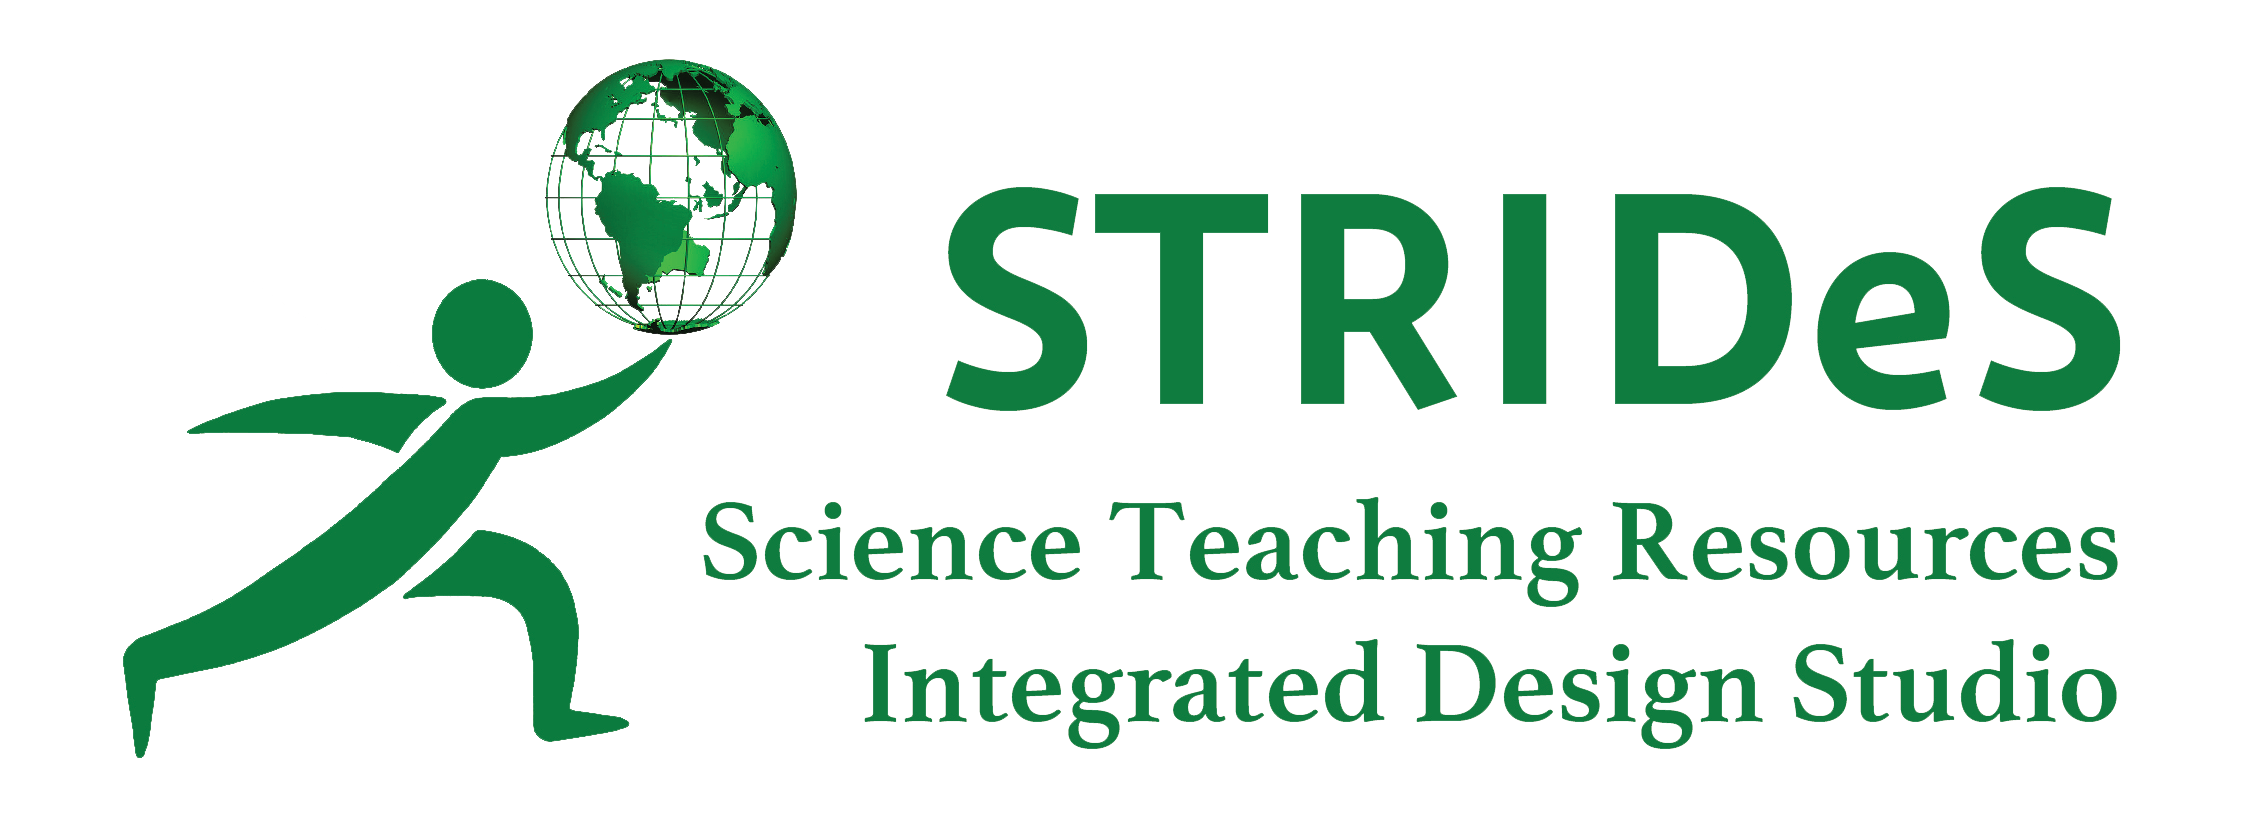 STRIDeS
Science Teaching Resources
Integrated Design Studio